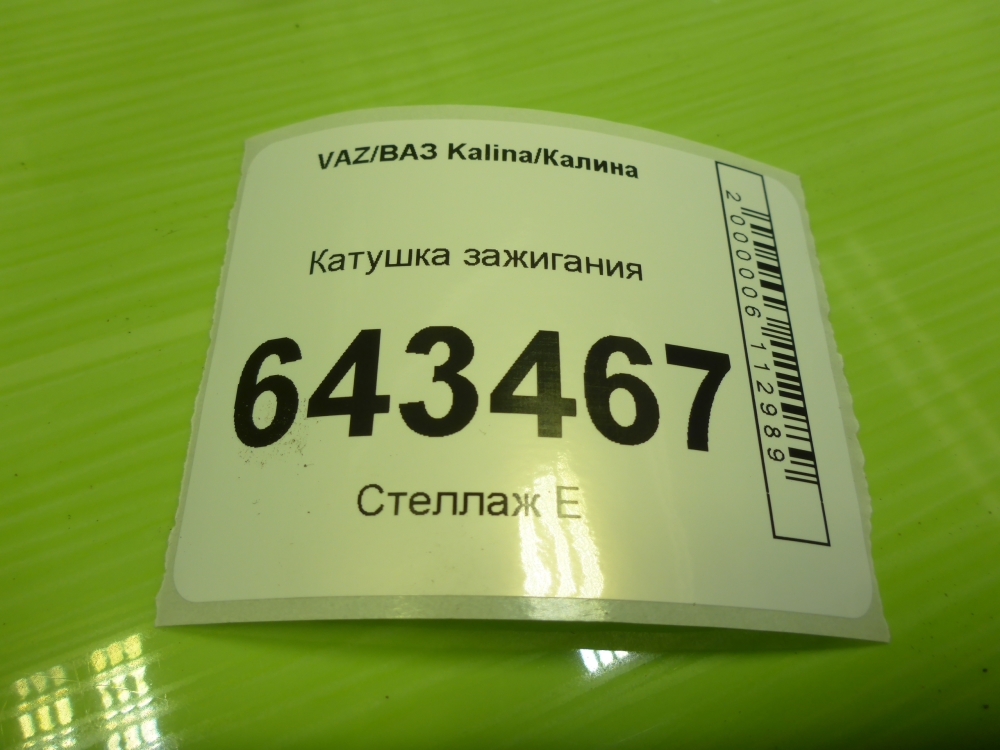 VAZ/ВАЗ Kalina/Калина
Катушка зажигания
643467
Стеллаж Е
2000006112989